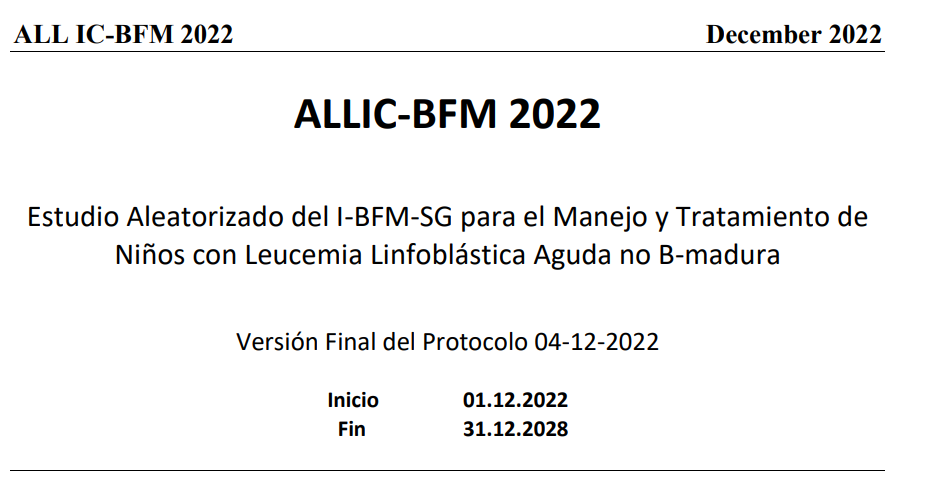 ALL IC-BFM 2022 December 2022
ALLIC-BFM 2022
Estudio Aleatorizado del I-BFM-SG para el Manejo y Tratamiento de
Niños con Leucemia Linfoblástica Aguda no B-madura
Versión Final del Protocolo 04-12-2022
Inicio 01.12.2022
Fin 31.12.2028